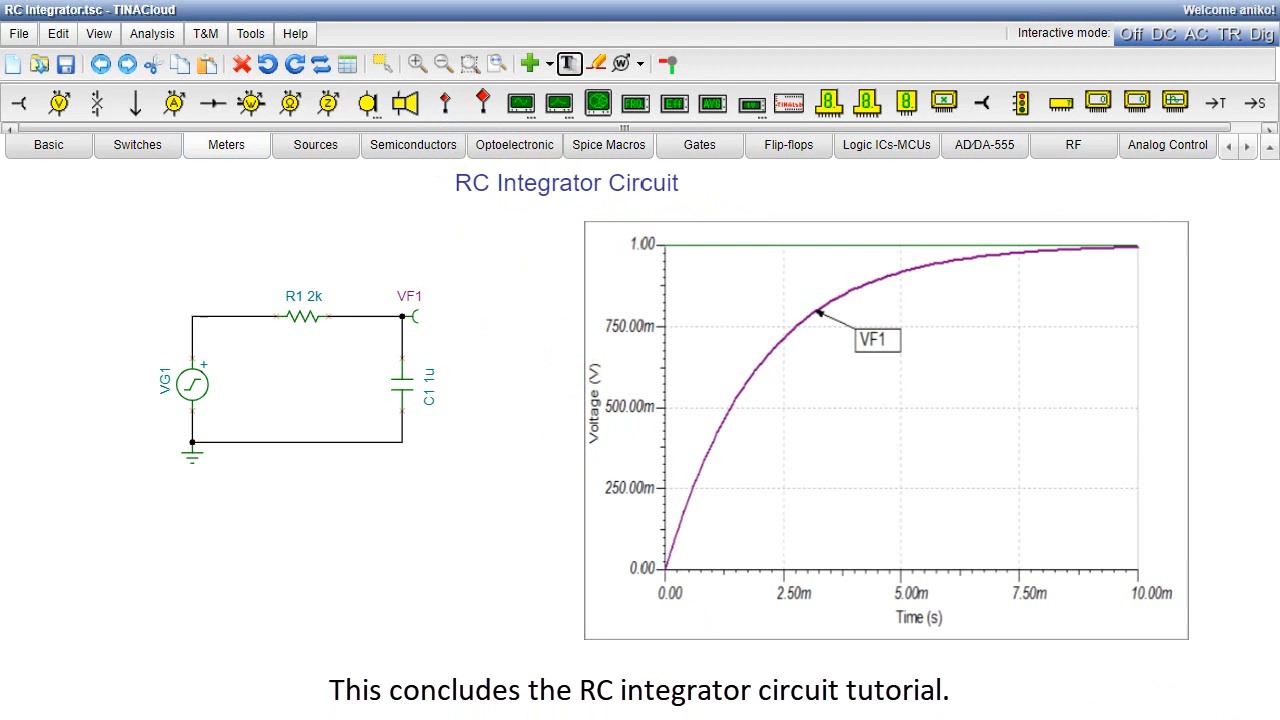 RC Integrator.tsc - TINACloud
Welcome aniko!
File Edit View Analysis T&M Tools Help
Interactive mode: Off DC AC TR Dig
Basic Switches Meters Sources Semiconductors Optoelectronic Spice Macros Gates Flip-flops Logic ICs-MCUs AD/DA-555 RF Analog Control
RC Integrator Circuit
R1 2k
VF1
VG1
+
C1 1u
1.00
750.00m
500.00m
250.00m
0.00
Voltage (V)
VF1
0.00 2.50m 5.00m 7.50m 10.00m
Time (s)
This concludes the RC integrator circuit tutorial.